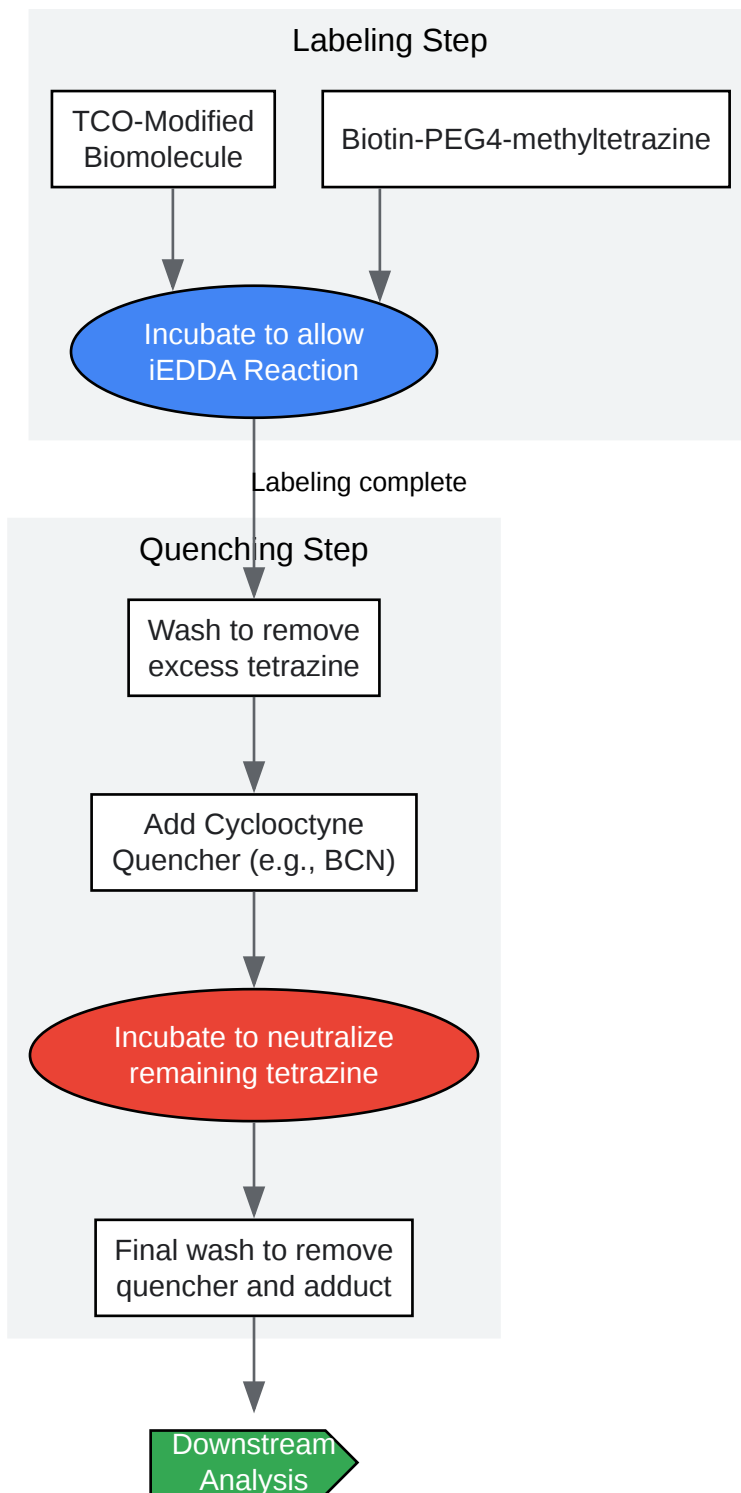 Labeling Step
TCO-Modified
Biomolecule
Biotin-PEG4-methyltetrazine
Incubate to allow
iEDDA Reaction
Labeling complete
Quenching Step
Wash to remove
excess tetrazine
Add Cyclooctyne
Quencher (e.g., BCN)
Incubate to neutralize
remaining tetrazine
Final wash to remove
quencher and adduct
Downstream
Analysis